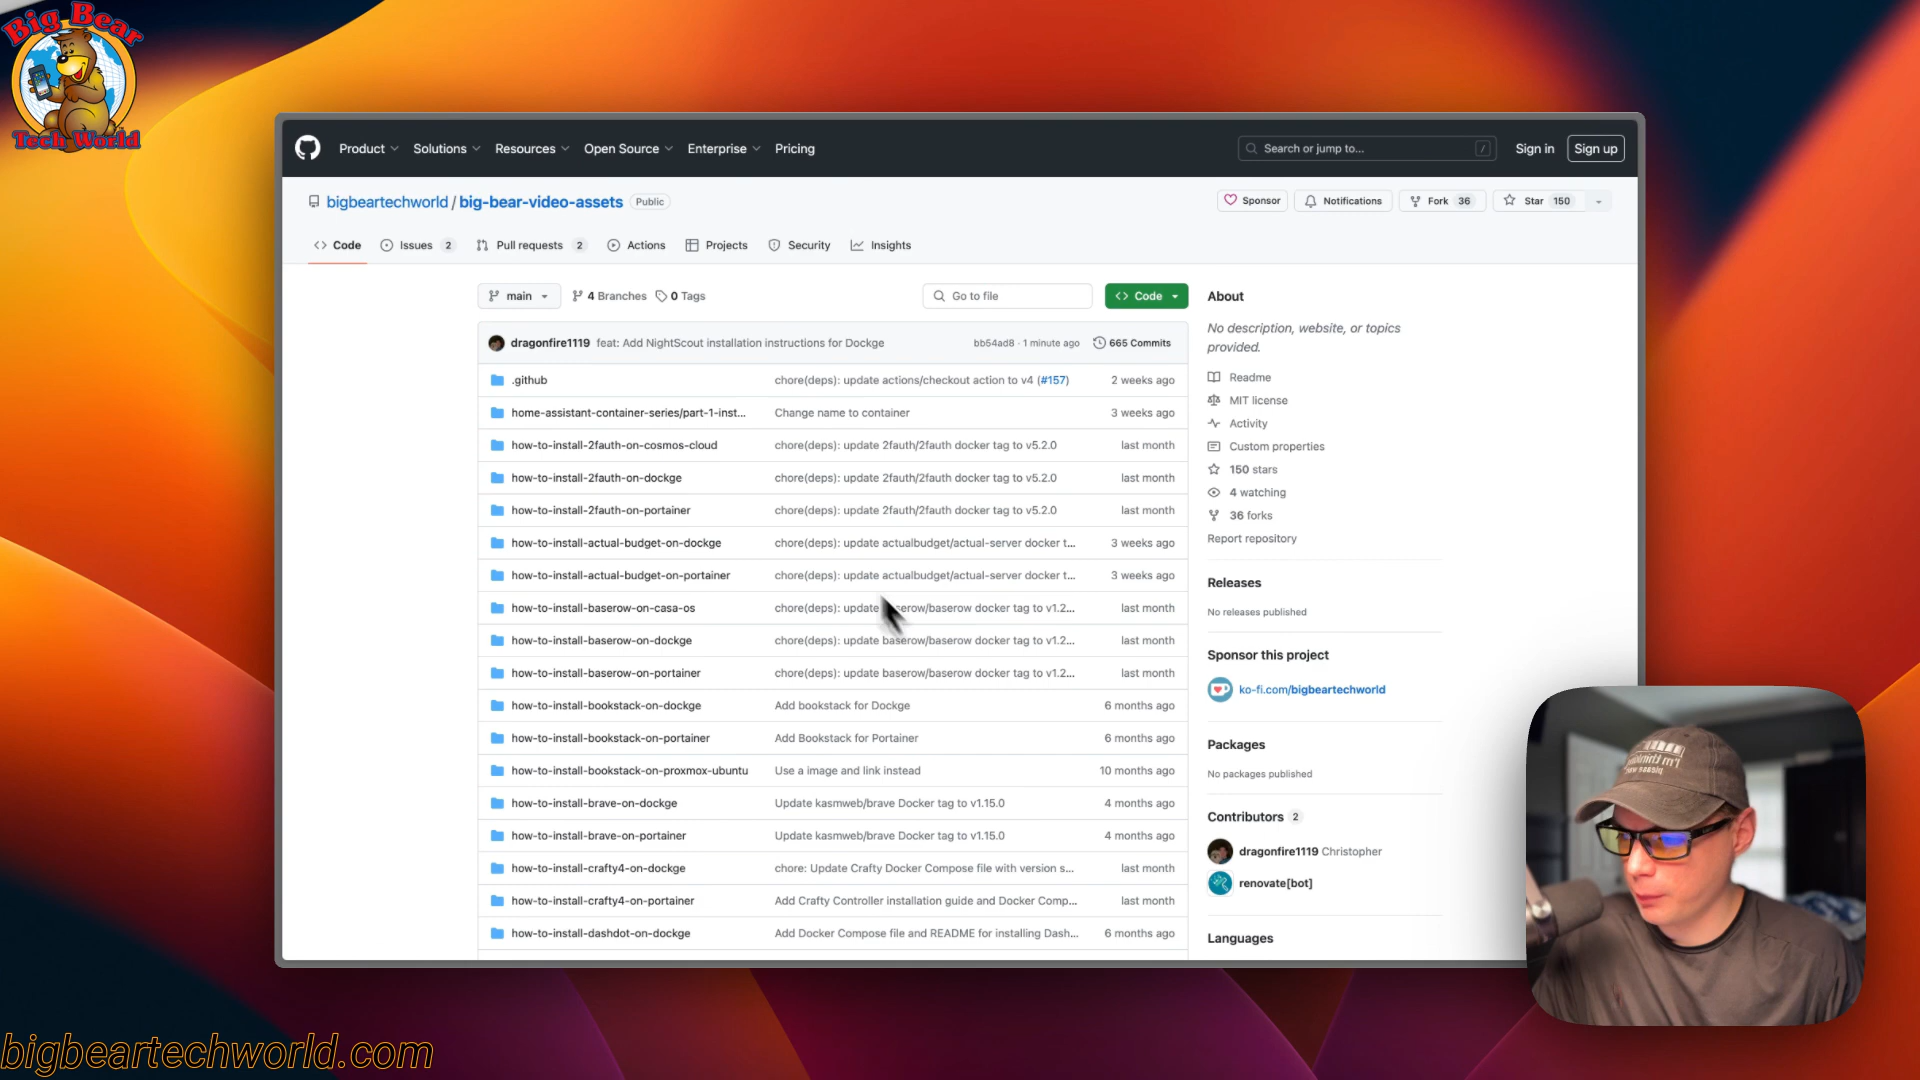 Big Bear
Tech World
Product
Solutions
Resources
Open Source
Enterprise
Pricing
Search or jump to...
/
Sign in
Sign up
bigbeartechworld / big-bear-video-assets
Public
Sponsor
Notifications
Fork 36
Star 150
Code
Issues 2
Pull requests 2
Actions
Projects
Security
Insights
main
4 Branches
0 Tags
Go to file
Code
dragonfire1119 feat: Add NightScout installation instructions for Dockge bb54ad8 · 1 minute ago 665 Commits
.github chore(deps): update actions/checkout action to v4 (#157) 2 weeks ago
home-assistant-container-series/part-1-inst... Change name to container 3 weeks ago
how-to-install-2fauth-on-cosmos-cloud chore(deps): update 2fauth/2fauth docker tag to v5.2.0 last month
how-to-install-2fauth-on-dockge chore(deps): update 2fauth/2fauth docker tag to v5.2.0 last month
how-to-install-2fauth-on-portainer chore(deps): update 2fauth/2fauth docker tag to v5.2.0 last month
how-to-install-actual-budget-on-dockge chore(deps): update actualbudget/actual-server docker t... 3 weeks ago
how-to-install-actual-budget-on-portainer chore(deps): update actualbudget/actual-server docker t... 3 weeks ago
how-to-install-baserow-on-casa-os chore(deps): update baserow/baserow docker tag to v1.2... last month
how-to-install-baserow-on-dockge chore(deps): update baserow/baserow docker tag to v1.2... last month
how-to-install-baserow-on-portainer chore(deps): update baserow/baserow docker tag to v1.2... last month
how-to-install-bookstack-on-dockge Add bookstack for Dockge 6 months ago
how-to-install-bookstack-on-portainer Add Bookstack for Portainer 6 months ago
how-to-install-bookstack-on-proxmox-ubuntu Use a image and link instead 10 months ago
how-to-install-brave-on-dockge Update kasmweb/brave Docker tag to v1.15.0 4 months ago
how-to-install-brave-on-portainer Update kasmweb/brave Docker tag to v1.15.0 4 months ago
how-to-install-crafty4-on-dockge chore: Update Crafty Docker Compose file with version s... last month
how-to-install-crafty4-on-portainer Add Crafty Controller installation guide and Docker Comp... last month
how-to-install-dashdot-on-dockge Add Docker Compose file and README for installing Dash... 6 months ago
About
No description, website, or topics
provided.
Readme
MIT license
Activity
Custom properties
150 stars
4 watching
36 forks
Report repository
Releases
No releases published
Sponsor this project
ko-fi.com/bigbeartechworld
Packages
No packages published
Contributors 2
dragonfire1119 Christopher
renovate[bot]
Languages
bigbeartechworld.com